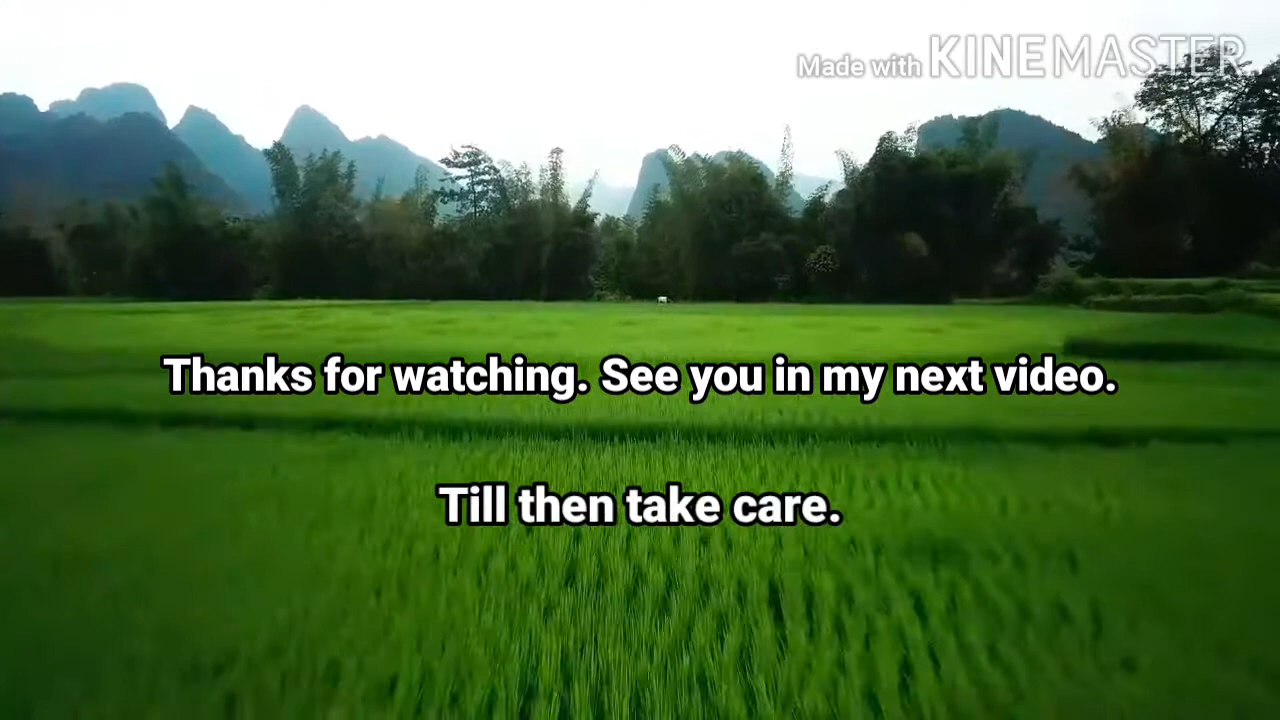 Made with KINEMASTER
Thanks for watching. See you in my next video.
Till then take care.